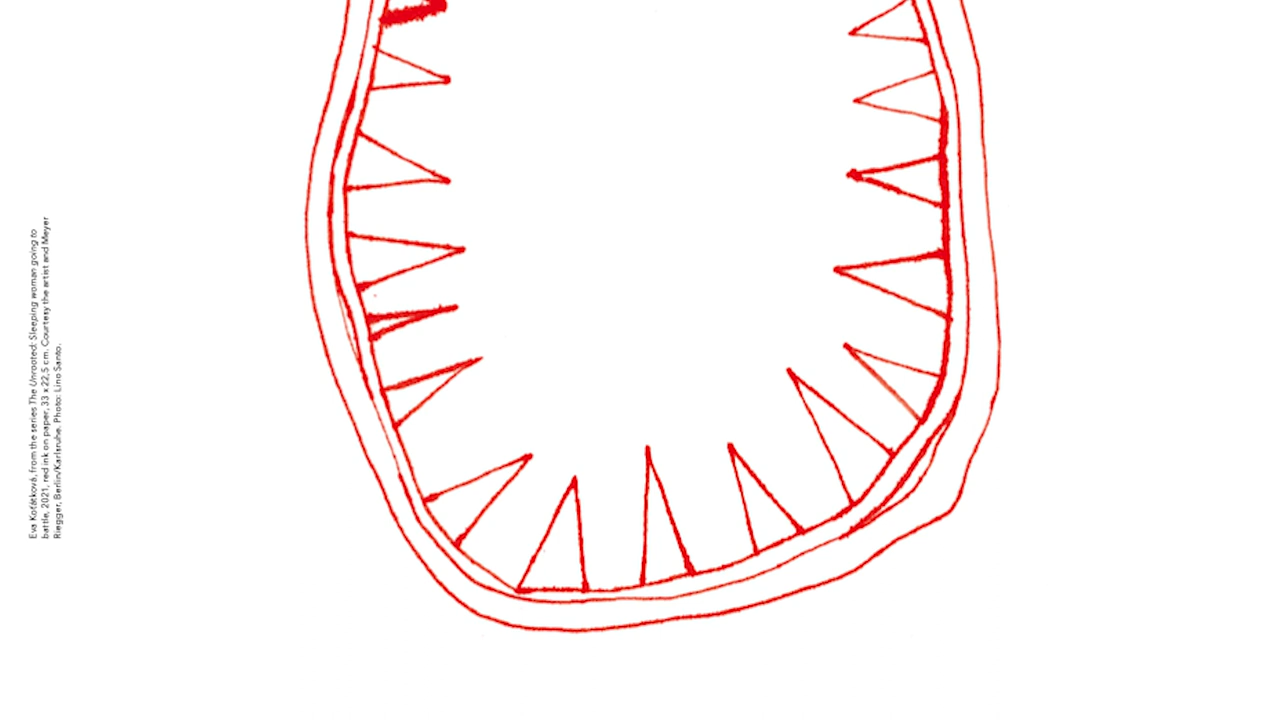 Eva Koťátková, from the series The Unrooted: Sleeping woman going to
battle, 2021, red ink on paper, 33 x 22,5 cm. Courtesy the artist and Meyer
Riegger, Berlin/Karlsruhe. Photo: Lino Santo.